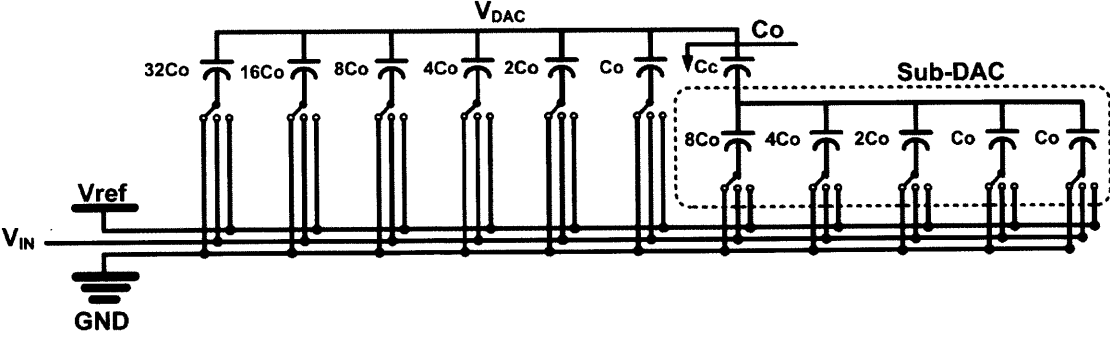 VDAC
Co
32Co 16Co 8Co 4Co 2Co Co Cc
Sub-DAC
8Co 4Co 2Co Co Co
Vref
VIN
GND